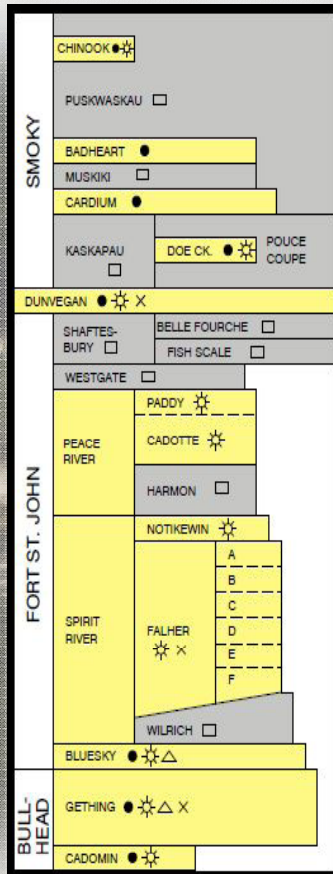 SMOKY
CHINOOK
PUSKWASKAU
BADHEART
MUSKIKI
CARDIUM
KASKAPAU
DOE CK.
POUCE
COUPE
DUNVEGAN
FORT ST. JOHN
SHAFTES-
BURY
BELLE FOURCHE
FISH SCALE
WESTGATE
PEACE
RIVER
PADDY
CADOTTE
HARMON
SPIRIT
RIVER
NOTIKEWIN
FALHER
A
B
C
D
E
F
WILRICH
BLUESKY
BULL-
HEAD
GETHING
CADOMIN